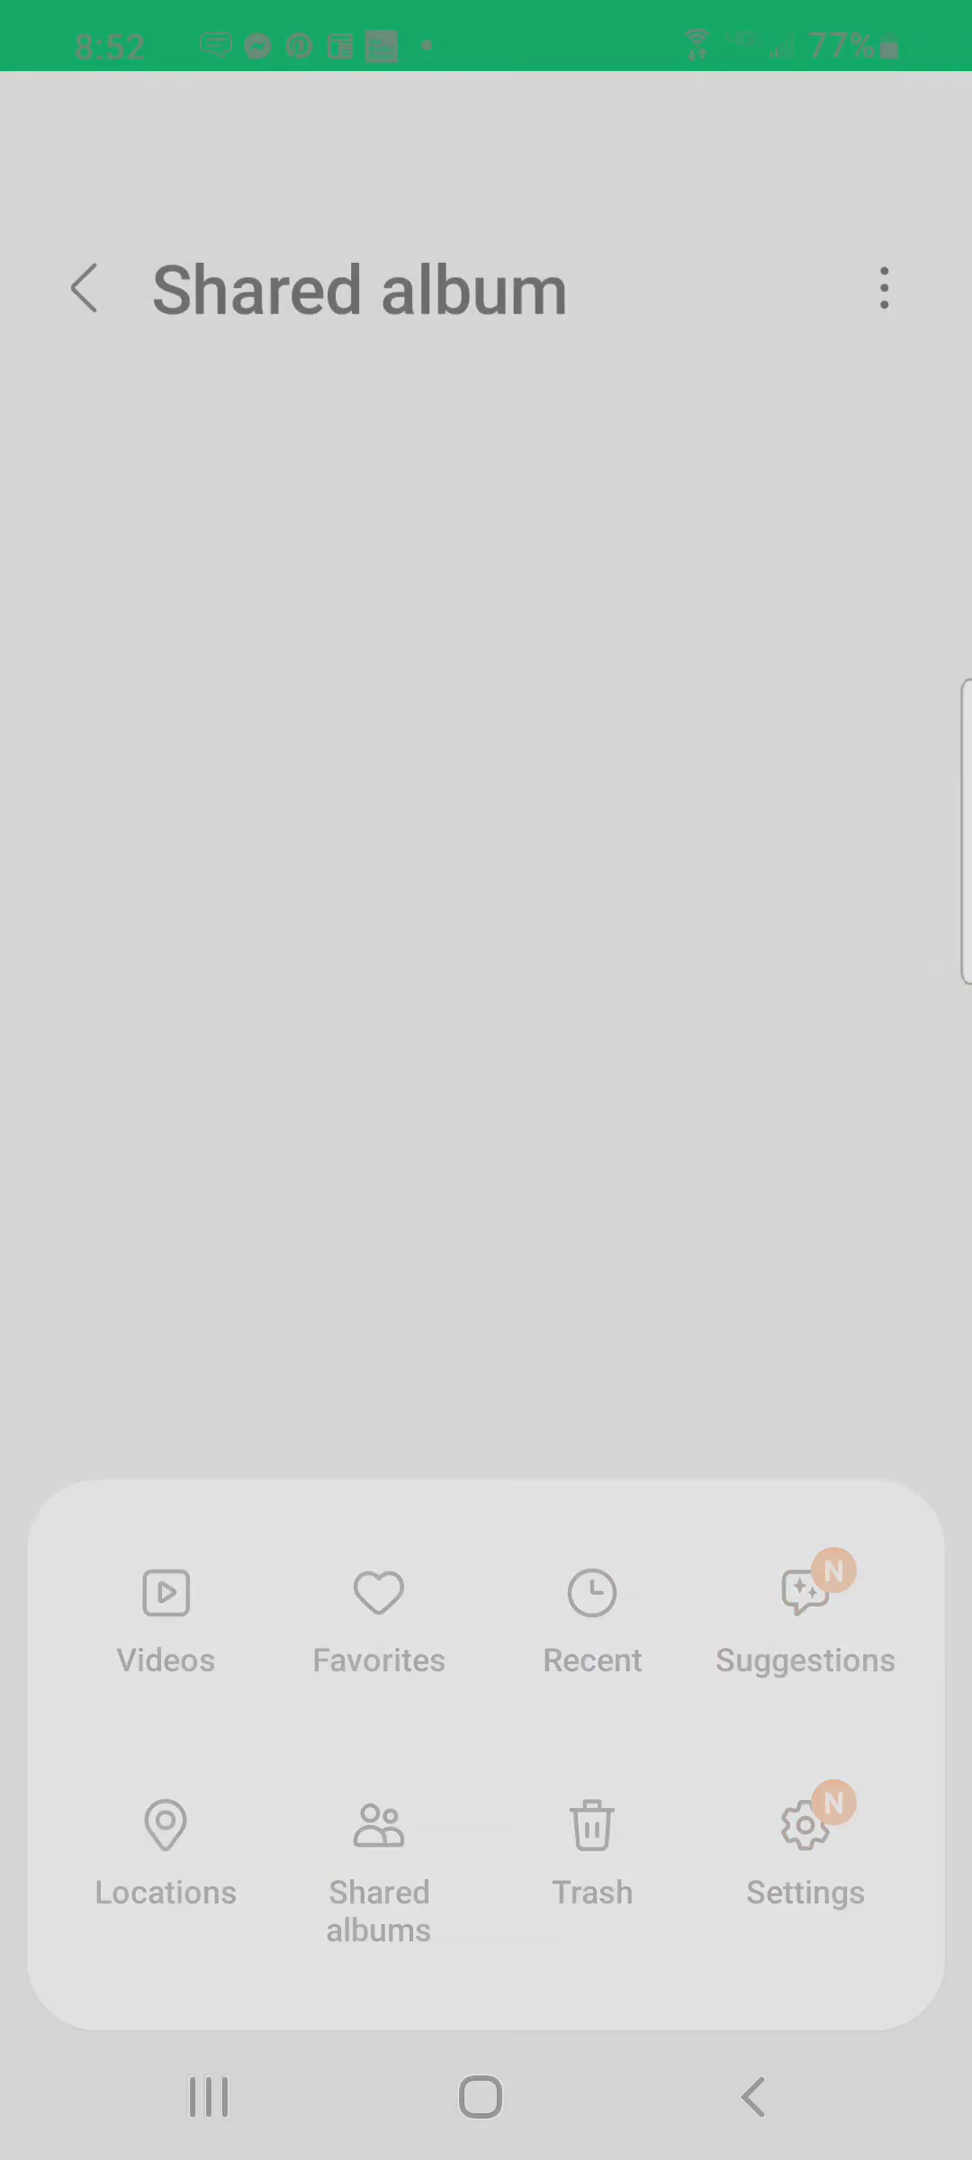 8:52 77%
Shared album
N
Videos Favorites Recent Suggestions
N
Locations Shared albums Trash Settings